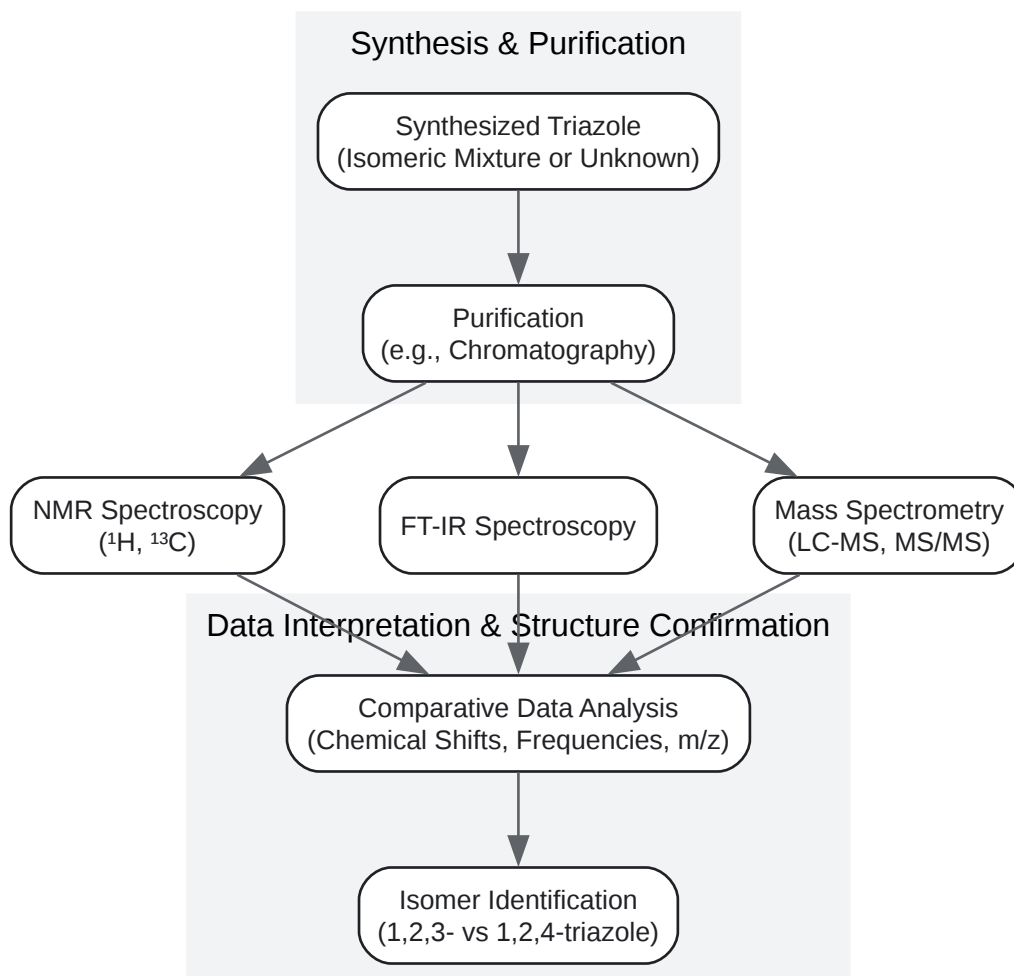 Synthesis & Purification
Synthesized Triazole
(Isomeric Mixture or Unknown)
Purification
(e.g., Chromatography)
NMR Spectroscopy
(¹H, ¹³C)
FT-IR Spectroscopy
Mass Spectrometry
(LC-MS, MS/MS)
Data Interpretation & Structure Confirmation
Comparative Data Analysis
(Chemical Shifts, Frequencies, m/z)
Isomer Identification
(1,2,3- vs 1,2,4-triazole)